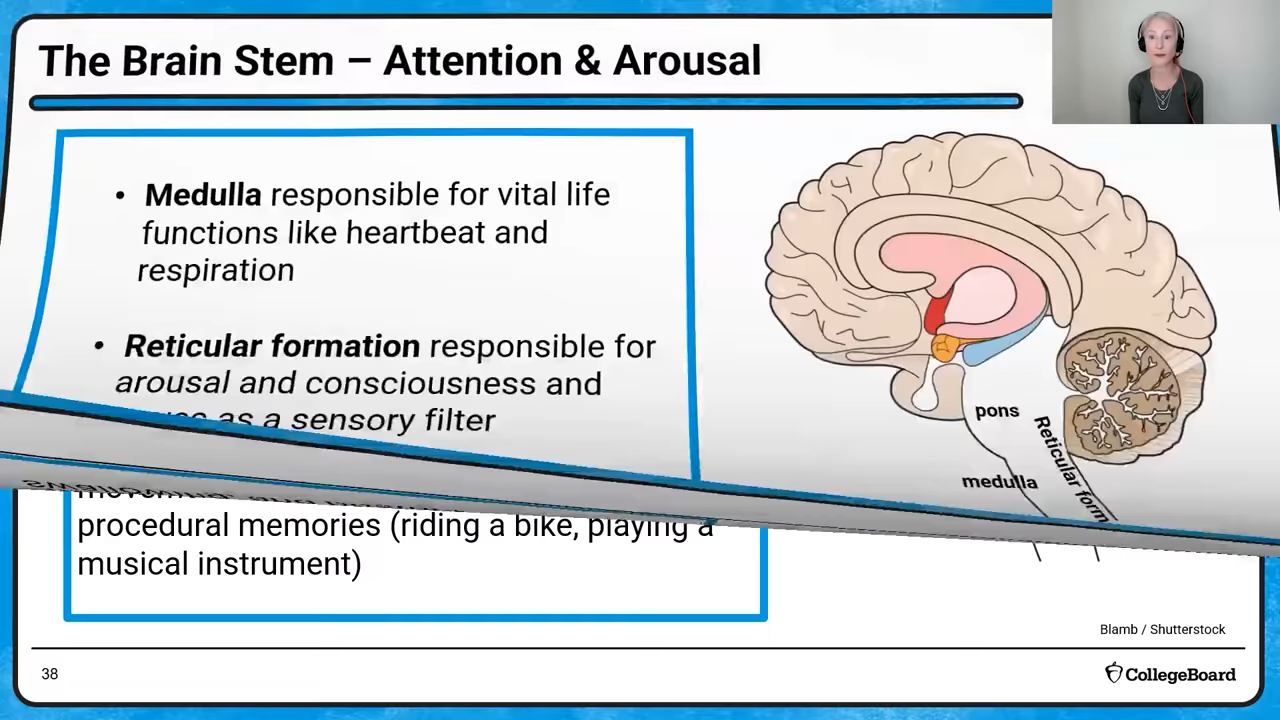 The Brain Stem – Attention & Arousal
• Medulla responsible for vital life
functions like heartbeat and
respiration
• Reticular formation responsible for
arousal and consciousness and
as a sensory filter
pons
Reticular form
medulla
procedural memories (riding a bike, playing a
musical instrument)
Blamb / Shutterstock
38
CollegeBoard